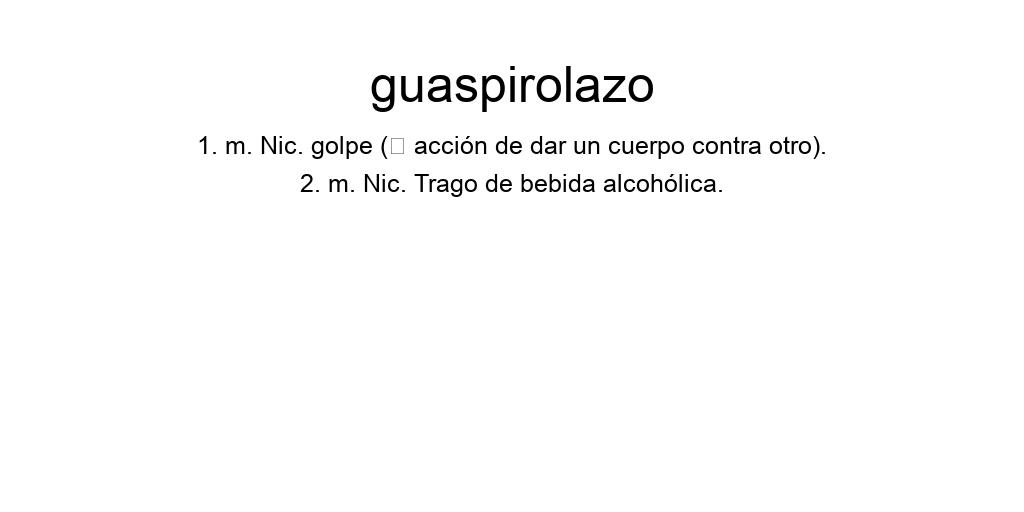 guaspirolazo
1. m. Nic. golpe (□ acción de dar un cuerpo contra otro).
2. m. Nic. Trago de bebida alcohólica.